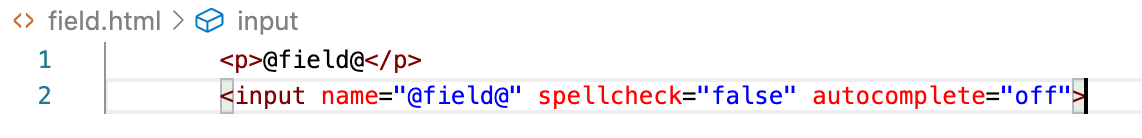 <> field.html > input
1 <p>@field@</p>
2 <input name="@field@" spellcheck="false" autocomplete="off">